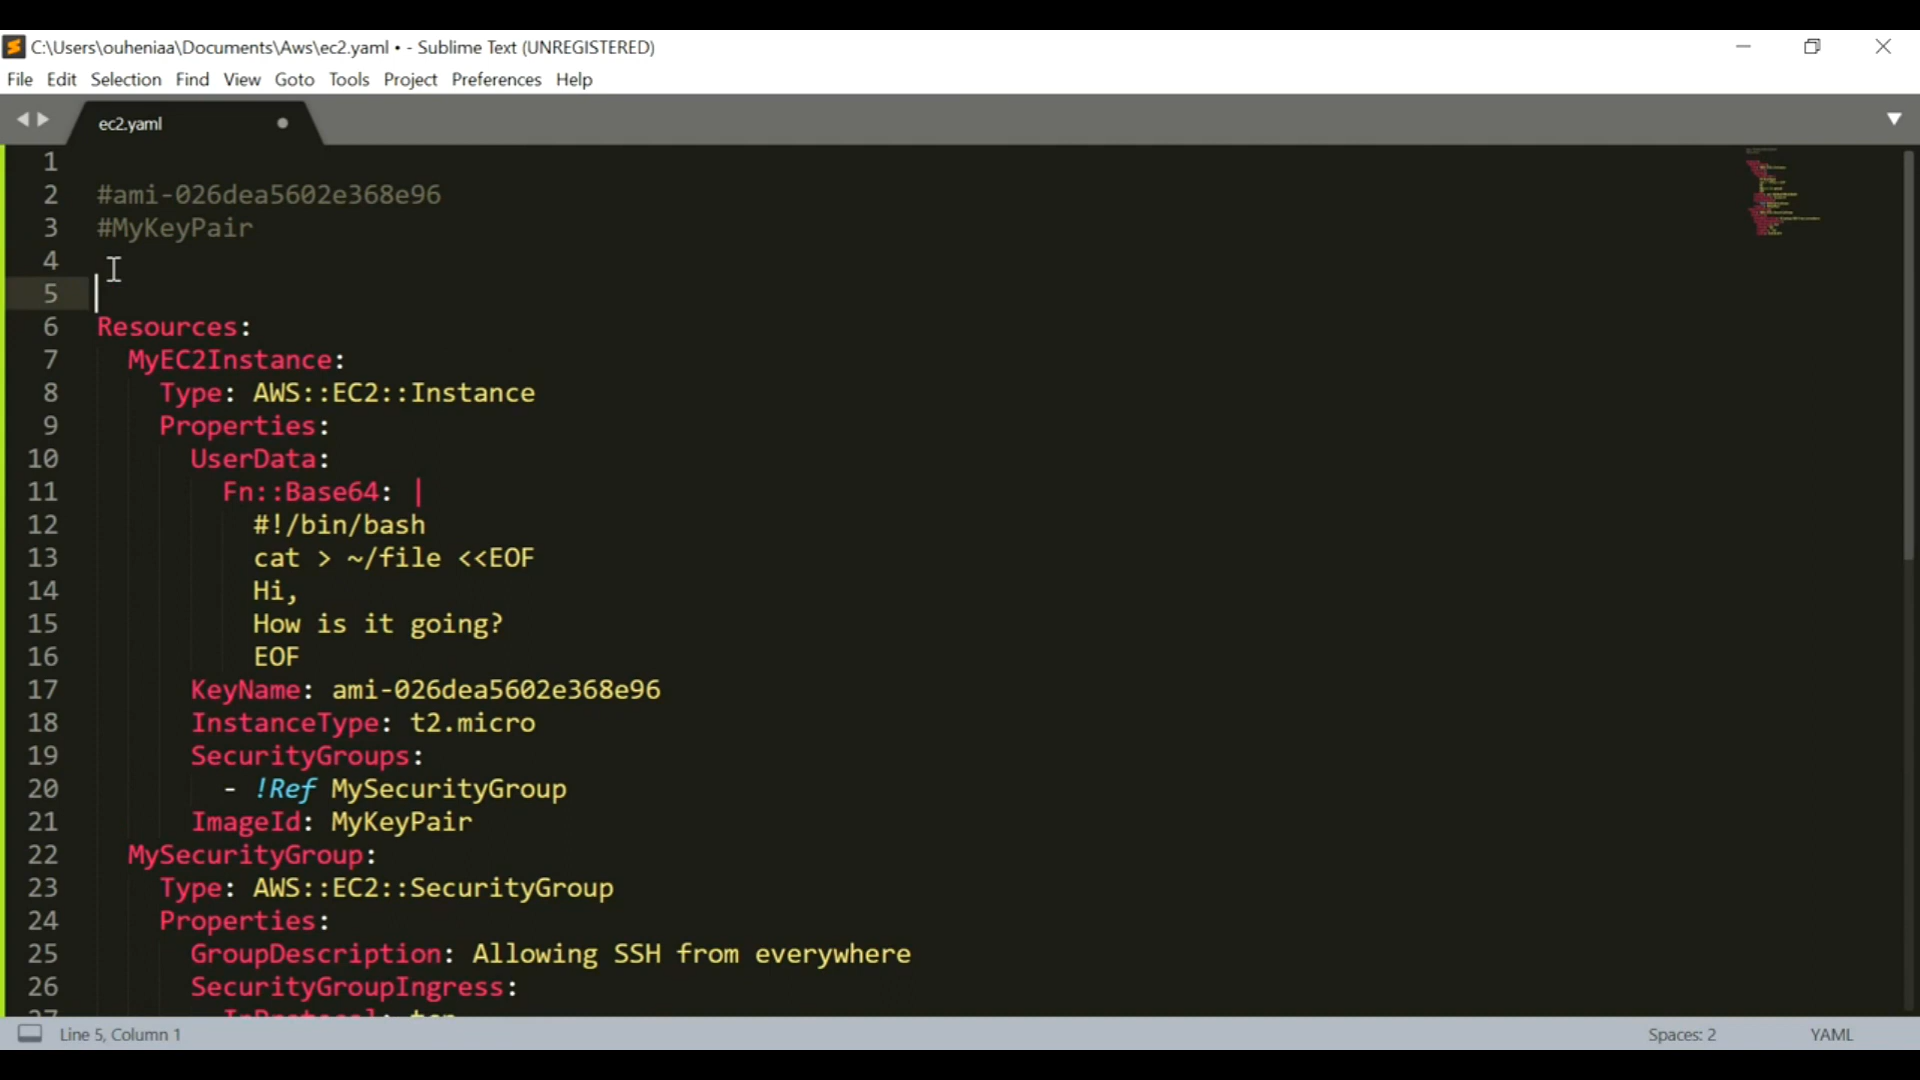 C:\Users\ouheniaa\Documents\Aws\ec2.yaml • - Sublime Text (UNREGISTERED)
File Edit Selection Find View Goto Tools Project Preferences Help
ec2.yaml
1
2 #ami-026dea5602e368e96
3 #MyKeyPair
4
5
6 Resources:
7 MyEC2Instance:
8 Type: AWS::EC2::Instance
9 Properties:
10 UserData:
11 Fn::Base64: |
12 #!/bin/bash
13 cat > ~/file <<EOF
14 Hi,
15 How is it going?
16 EOF
17 KeyName: ami-026dea5602e368e96
18 InstanceType: t2.micro
19 SecurityGroups:
20 - !Ref MySecurityGroup
21 ImageId: MyKeyPair
22 MySecurityGroup:
23 Type: AWS::EC2::SecurityGroup
24 Properties:
25 GroupDescription: Allowing SSH from everywhere
26 SecurityGroupIngress:
27
Line 5, Column 1 Spaces: 2 YAML